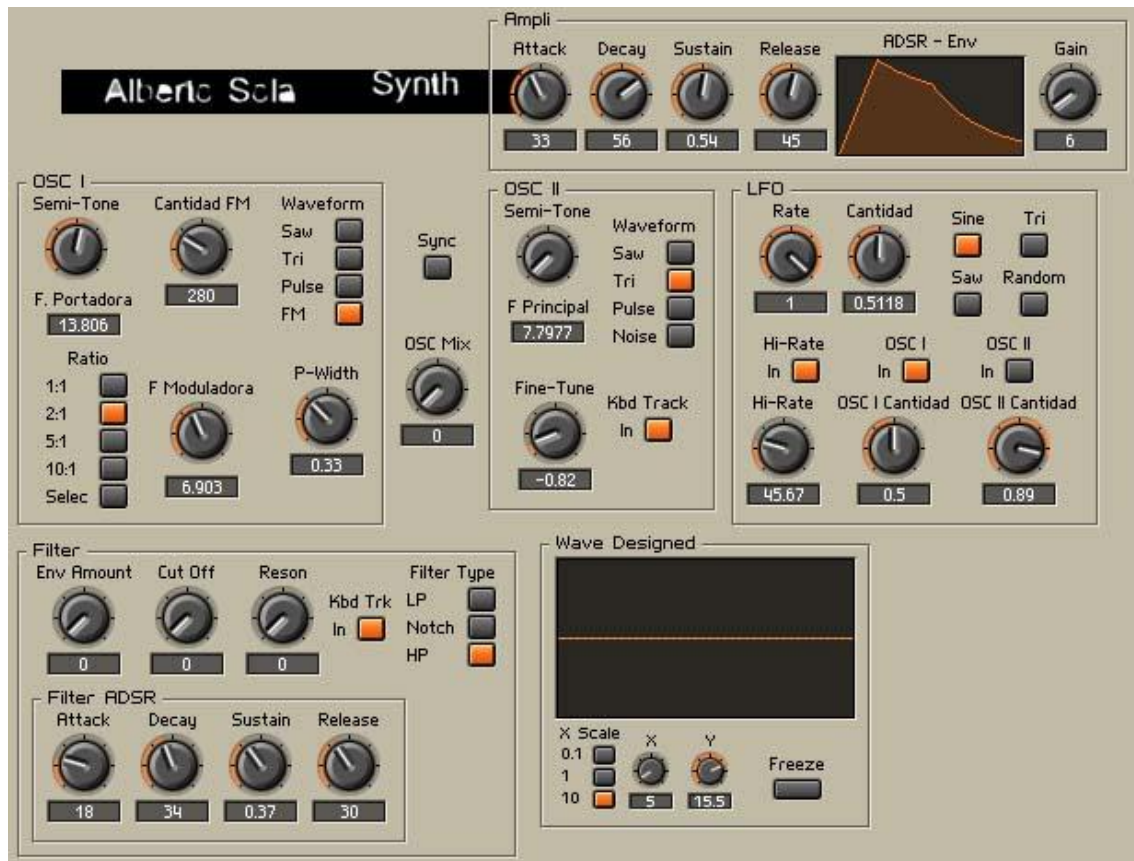 Alberto Sola Synth
Ampli
Attack Decay Sustain Release ADSR - Env Gain
33 56 0.54 45 6
OSC I
Semi-Tone Cantidad FM Waveform
Saw
Tri
Pulse
FM
280
F. Portadora
13.806
Ratio
1:1
2:1
5:1
10:1
Selec
F Moduladora
6.903
P-Width
0.33
Sync
OSC Mix
0
OSC II
Semi-Tone
Waveform
Saw
Tri
Pulse
Noise
F Principal
7.7977
Fine-Tune
-0.82
Kbd Track
In
LFO
Rate Cantidad Sine Tri
Saw Random
1 0.5118
Hi-Rate OSC I OSC II
In In In
Hi-Rate OSC I Cantidad OSC II Cantidad
45.67 0.5 0.89
Filter
Env Amount Cut Off Reson Filter Type
Kbd Trk
In
LP
Notch
HP
0 0 0
Filter ADSR
Attack Decay Sustain Release
18 34 0.37 30
Wave Designed
X Scale X Y
0.1
1
10
5 15.5
Freeze